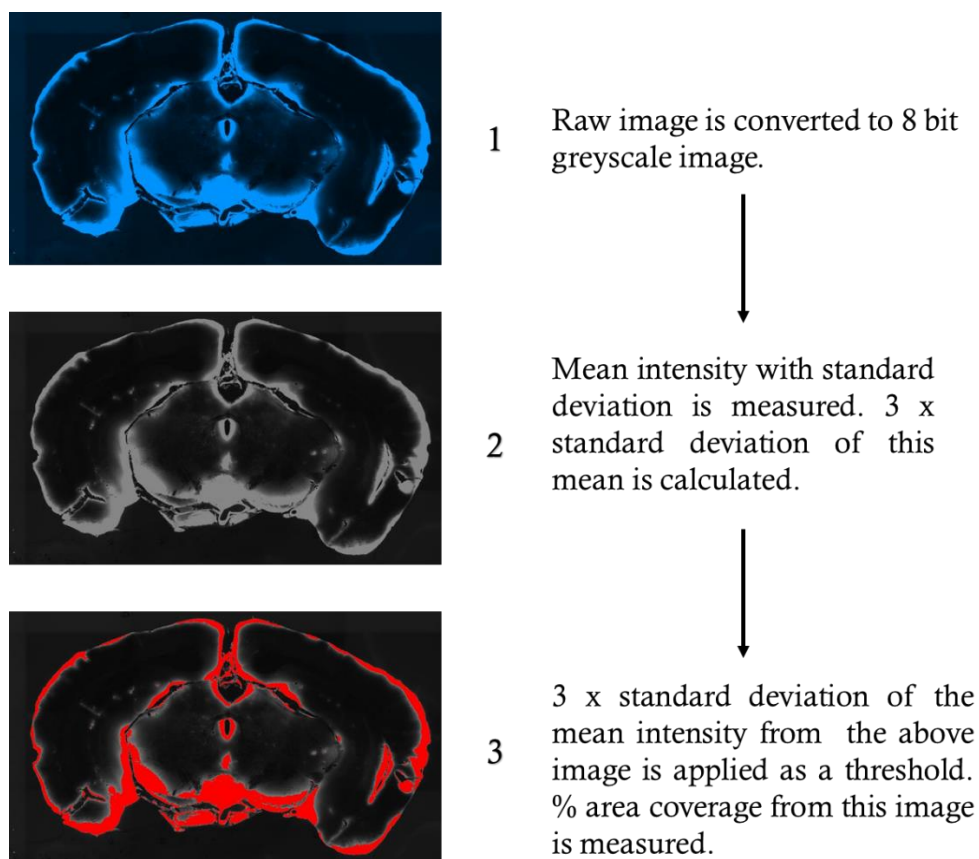 1
Raw image is converted to 8 bit
greyscale image.
2
Mean intensity with standard
deviation is measured. 3 x
standard deviation of this
mean is calculated.
3
3 x standard deviation of the
mean intensity from the above
image is applied as a threshold.
% area coverage from this image
is measured.